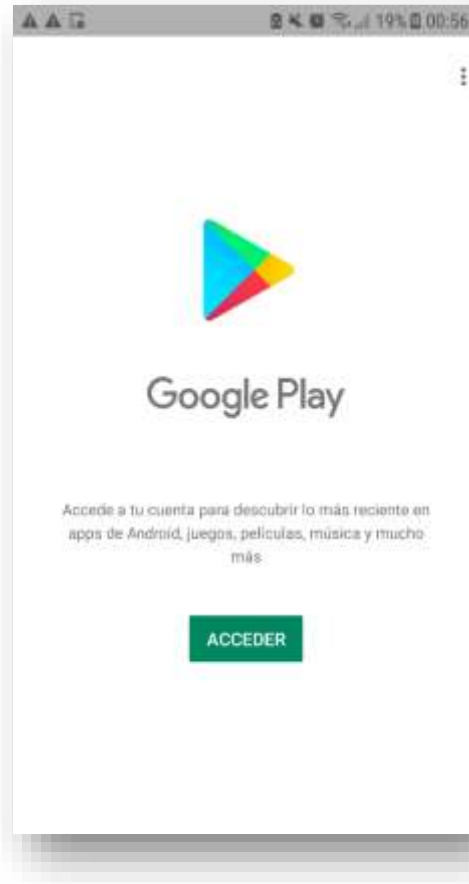 19% 00:56
Google Play
Accede a tu cuenta para descubrir lo más reciente en
apps de Android, juegos, películas, música y mucho
más
ACCEDER